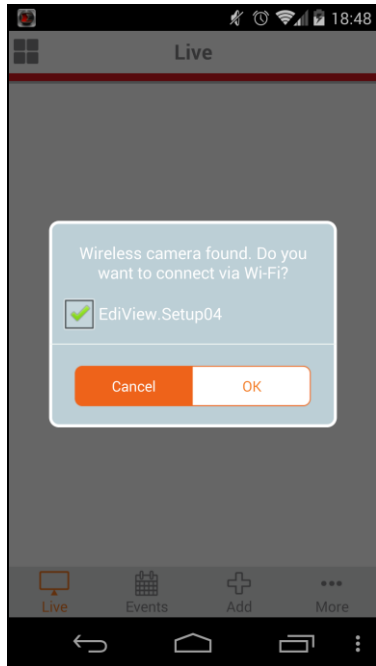 18:48
Live
Wireless camera found. Do you
want to connect via Wi-Fi?
EdiView.Setup04
Cancel OK
Live Events Add More